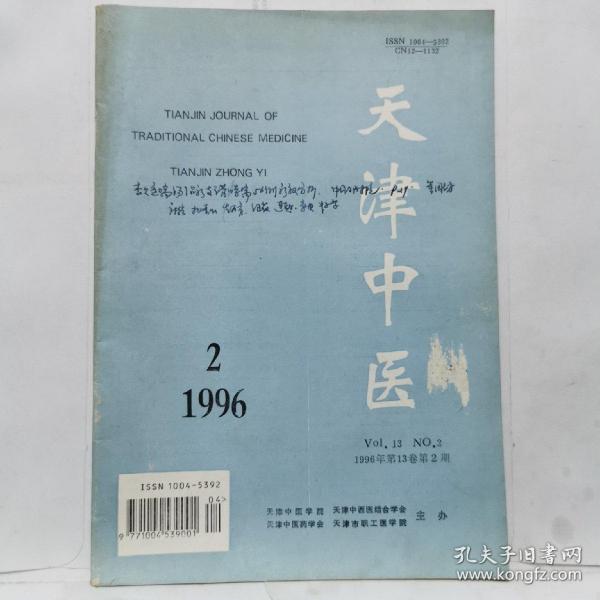 ISSN 1004—5392
CN12—1132
TIANJIN JOURNAL OF
TRADITIONAL CHINESE MEDICINE
TIANJIN ZHONG YI
天津中医
2
1996
Vol. 13 NO.2
1996年第13卷第2期
ISSN 1004-5392
04>
9 771004 539001
天津中医学院 天津中西医结合学会
天津中医药学会 天津市职工医学院
主办
孔夫子旧书网
www.kongfz.com